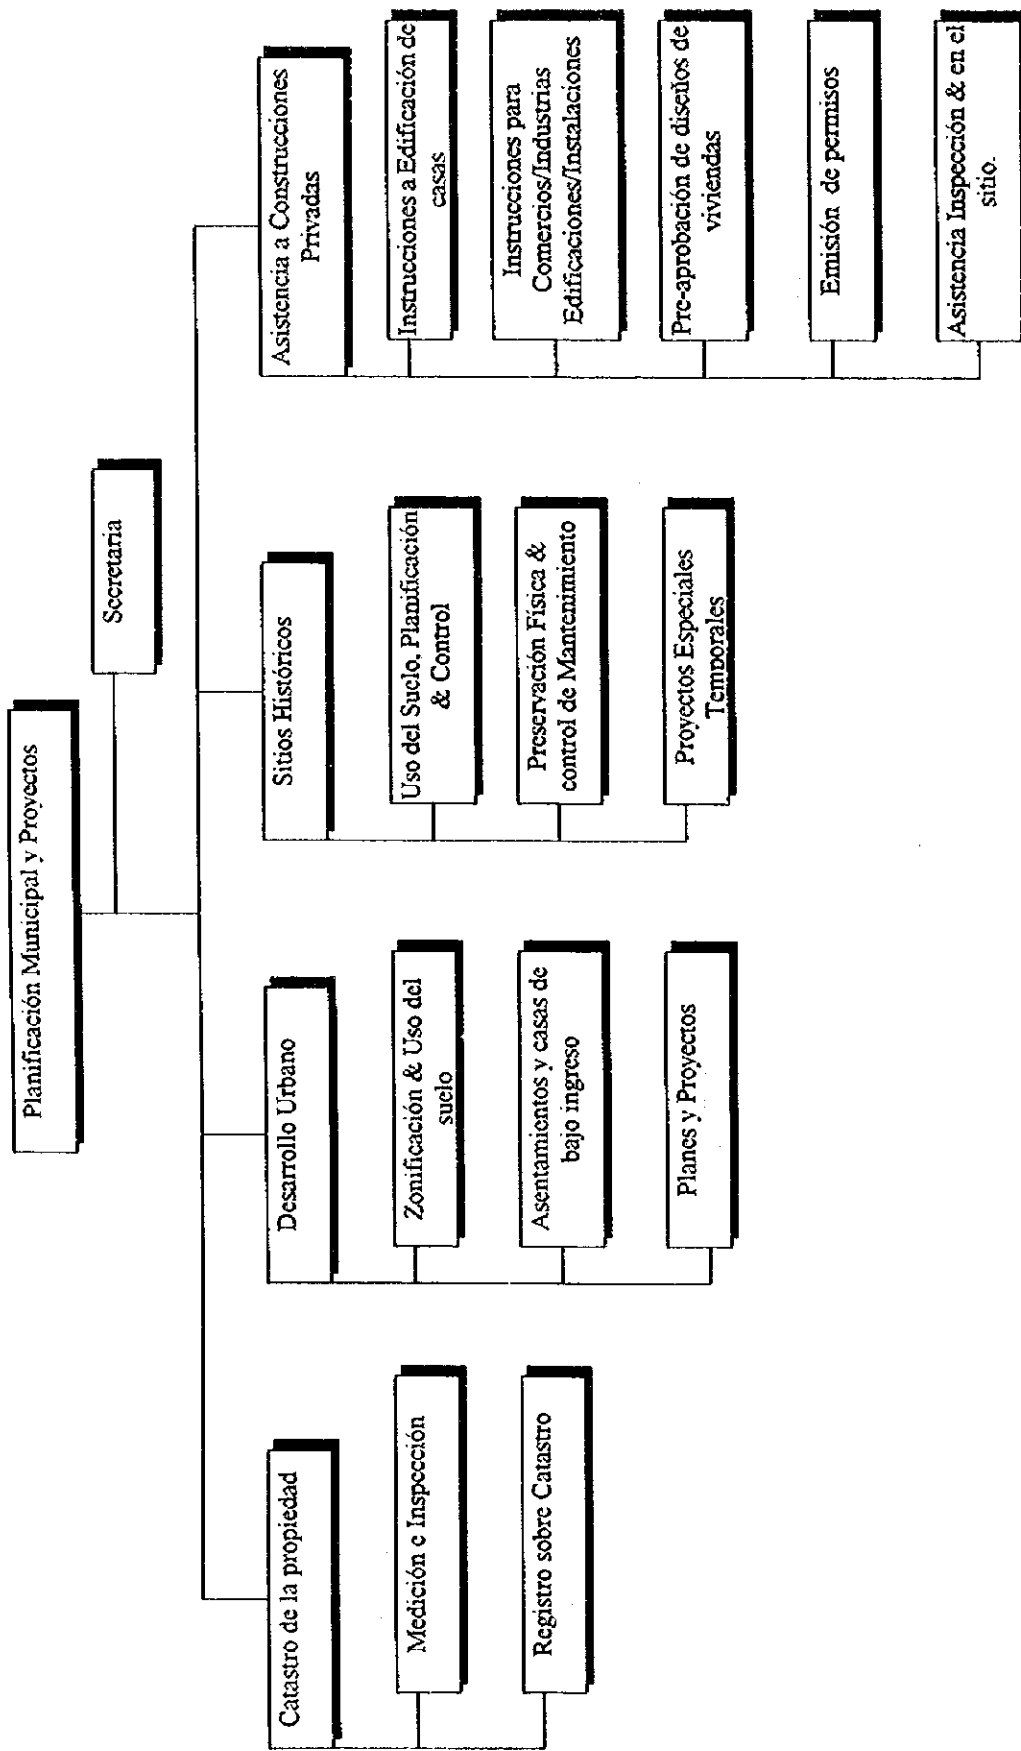 Planificación Municipal y Proyectos
Secretaria
Catastro de la propiedad
Medición e Inspección
Registro sobre Catastro
Desarrollo Urbano
Zonificación & Uso del
suelo
Asentamientos y casas de
bajo ingreso
Planes y Proyectos
Sitios Históricos
Uso del Suelo, Planificación
& Control
Preservación Física &
control de Mantenimiento
Proyectos Especiales
Temporales
Asistencia a Construcciones
Privadas
Instrucciones a Edificación de
casas
Instrucciones para
Comercios/Industrias
Edificaciones/Instalaciones
Pre-aprobación de diseños de
viviendas
Emisión de permisos
Asistencia Inspección & en el
sitio.